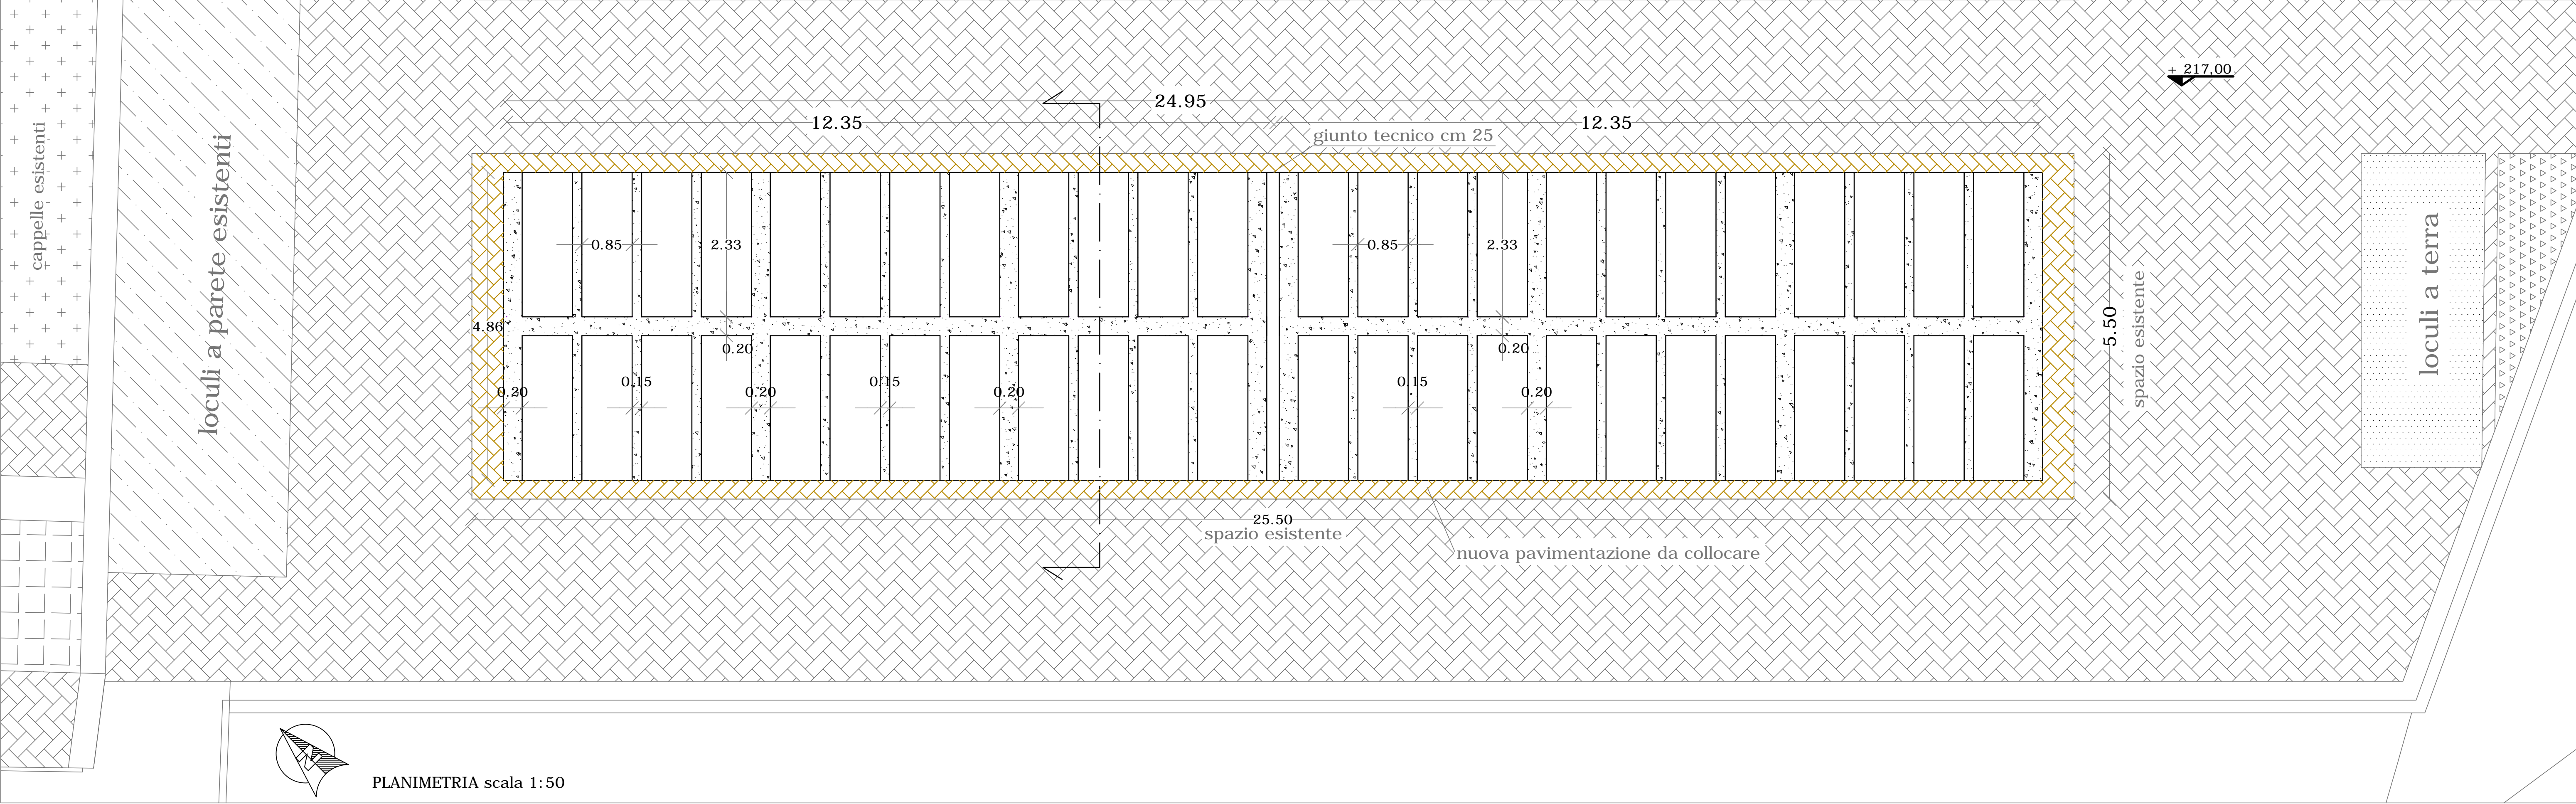 + 217,00
24.95
12.35
12.35
giunto tecnico cm 25
cappelle esistenti
loculi a parete esistenti
0.85
2.33
0.85
2.33
4.86
0.20
0.20
0.20
0.15
0.20
0.15
0.20
0.15
0.20
5.50
spazio esistente
loculi a terra
25.50
spazio esistente
nuova pavimentazione da collocare
PLANIMETRIA scala 1:50